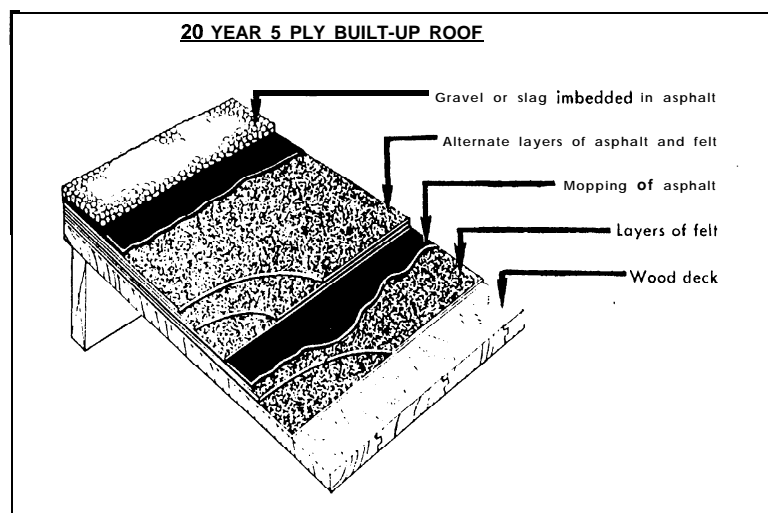 20 YEAR 5 PLY BUILT-UP ROOF
Gravel or slag imbedded in asphalt
Alternate layers of asphalt and felt
Mopping of asphalt
Layers of felt
Wood deck